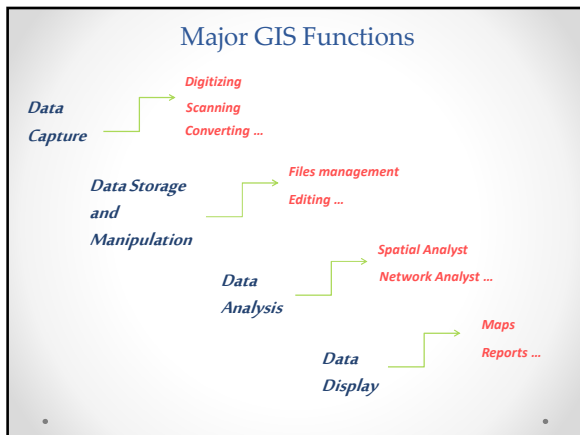 Major GIS Functions
Data
Capture
Digitizing
Scanning
Converting ...
Data Storage
and
Manipulation
Files management
Editing ...
Data
Analysis
Spatial Analyst
Network Analyst ...
Data
Display
Maps
Reports ...